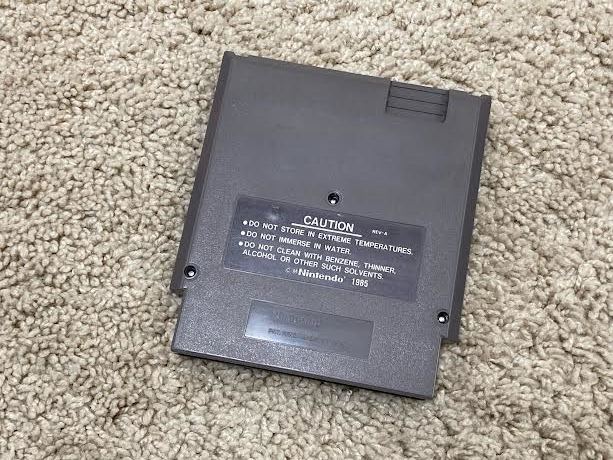 CAUTION
REV-A
• DO NOT STORE IN EXTREME TEMPERATURES.
• DO NOT IMMERSE IN WATER.
• DO NOT CLEAN WITH BENZENE, THINNER,
ALCOHOL OR OTHER SUCH SOLVENTS.
© Nintendo® 1985